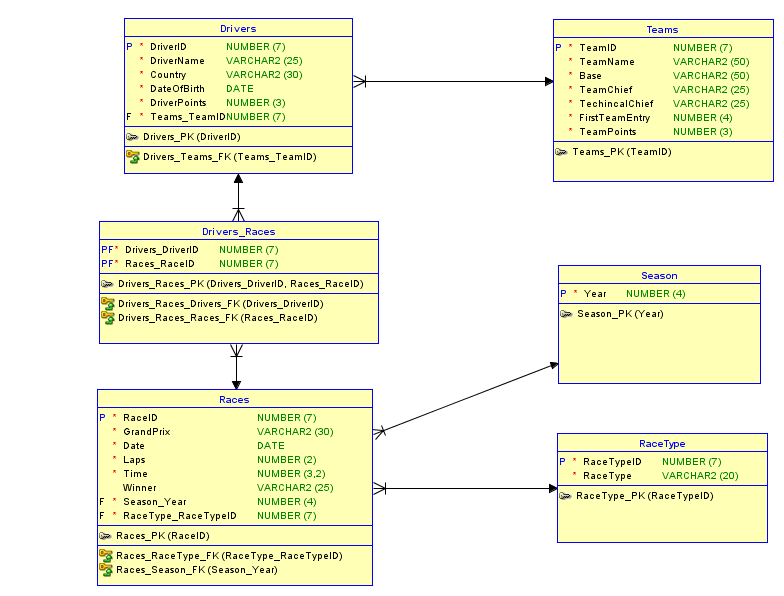 Drivers
P * DriverID NUMBER (7)
* DriverName VARCHAR2 (25)
* Country VARCHAR2 (30)
* DateOfBirth DATE
* DriverPoints NUMBER (3)
F * Teams_TeamID NUMBER (7)
Drivers_PK (DriverID)
Drivers_Teams_FK (Teams_TeamID)
Teams
P * TeamID NUMBER (7)
* TeamName VARCHAR2 (50)
* Base VARCHAR2 (50)
* TeamChief VARCHAR2 (25)
* TechincalChief VARCHAR2 (25)
* FirstTeamEntry NUMBER (4)
* TeamPoints NUMBER (3)
Teams_PK (TeamID)
Drivers_Races
PF* Drivers_DriverID NUMBER (7)
PF* Races_RaceID NUMBER (7)
Drivers_Races_PK (Drivers_DriverID, Races_RaceID)
Drivers_Races_Drivers_FK (Drivers_DriverID)
Drivers_Races_Races_FK (Races_RaceID)
Season
P * Year NUMBER (4)
Season_PK (Year)
Races
P * RaceID NUMBER (7)
* GrandPrix VARCHAR2 (30)
* Date DATE
* Laps NUMBER (2)
* Time NUMBER (3,2)
Winner VARCHAR2 (25)
F * Season_Year NUMBER (4)
F * RaceType_RaceTypeID NUMBER (7)
Races_PK (RaceID)
Races_RaceType_FK (RaceType_RaceTypeID)
Races_Season_FK (Season_Year)
RaceType
P * RaceTypeID NUMBER (7)
* RaceType VARCHAR2 (20)
RaceType_PK (RaceTypeID)